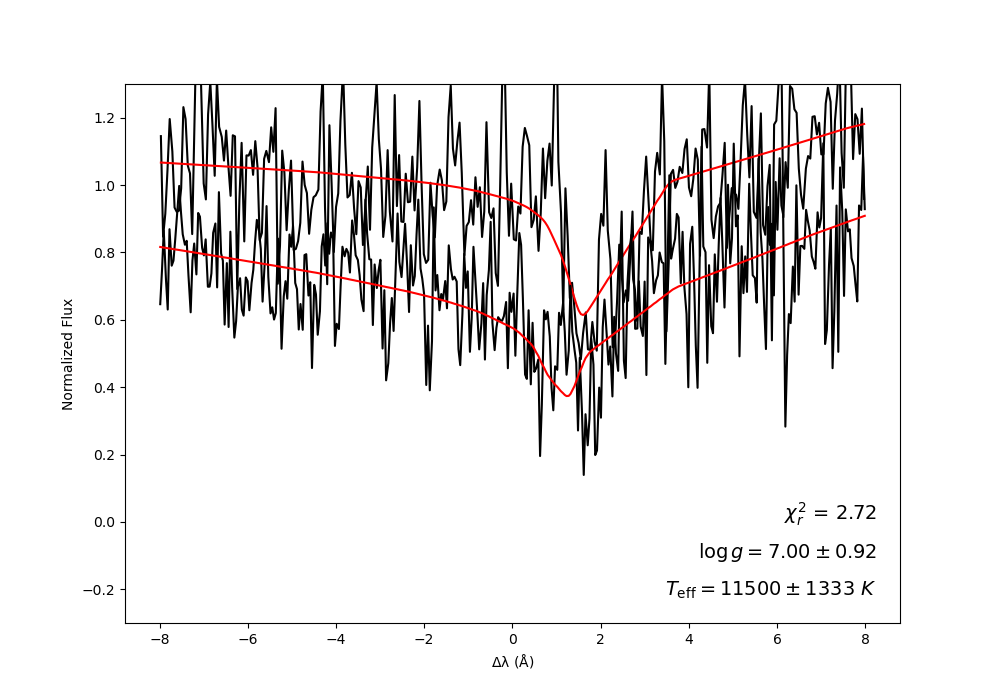 1.2
1.0
0.8
0.6
0.4
0.2
0.0
−0.2
Normalized Flux
χ²ᵣ = 2.72
log g = 7.00 ± 0.92
T_eff = 11500 ± 1333 K
−8 −6 −4 −2 0 2 4 6 8
Δλ (Å)